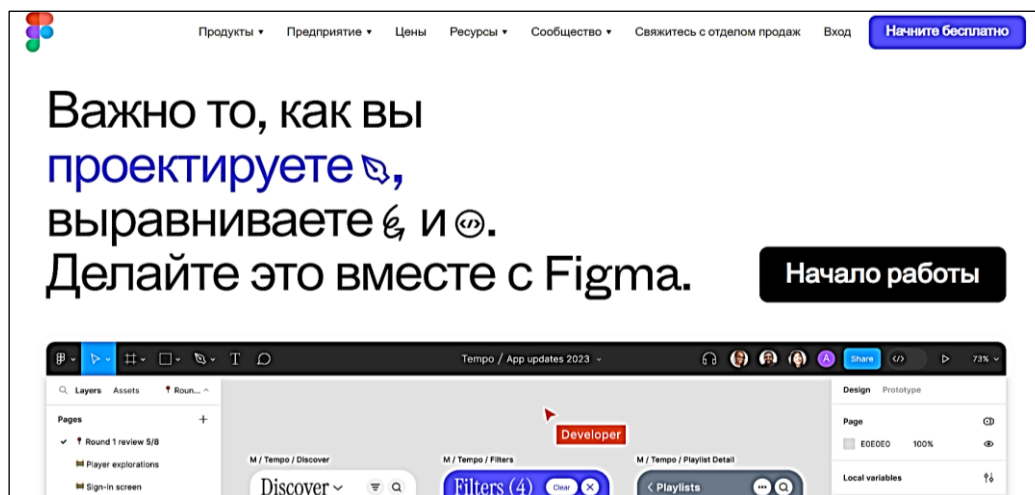 Продукты Предприятие Цены Ресурсы Сообщество Свяжитесь с отделом продаж Вход Начните бесплатно
Важно то, как вы
проектируете ,
выравниваете и .
Делайте это вместе с Figma.
Начало работы
Tempo / App updates 2023
A Share 73%
Layers Assets Roun...
Pages
Round 1 review 5/8
Player explorations
Sign-in screen
Developer
M / Tempo / Discover
Discover
M / Tempo / Filters
Filters (4) Clear
M / Tempo / Playlist Detail
Playlists
Design Prototype
Page
E0E0E0 100%
Local variables